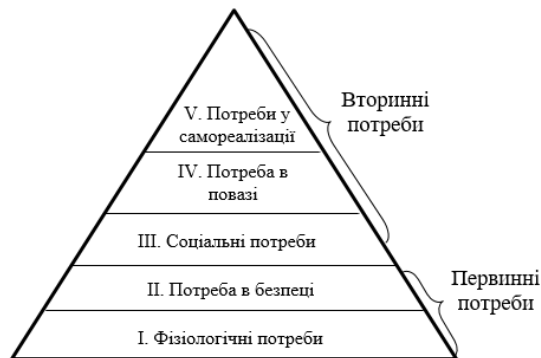 V. Потреби у
самореалізації
Вторинні
потреби
IV. Потреба в
повазі
III. Соціальні потреби
II. Потреба в безпеці
Первинні
потреби
I. Фізіологічні потреби